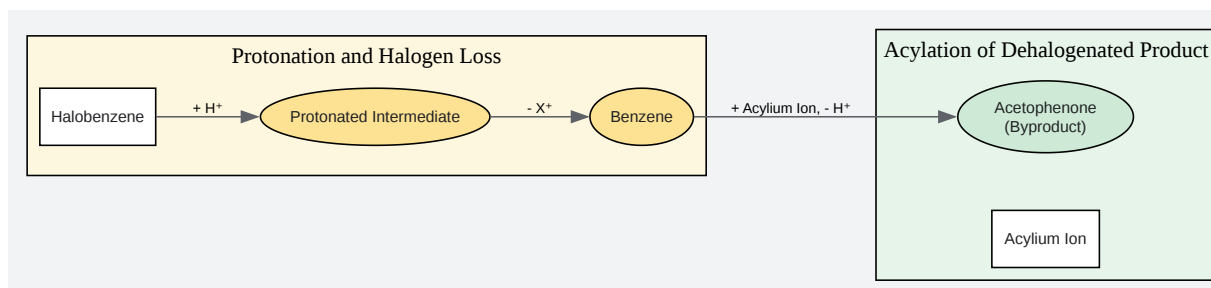 Protonation and Halogen Loss
Halobenzene
+ H⁺
Protonated Intermediate
- X⁺
Benzene
+ Acylium Ion, - H⁺
Acylation of Dehalogenated Product
Acetophenone
(Byproduct)
Acylium Ion